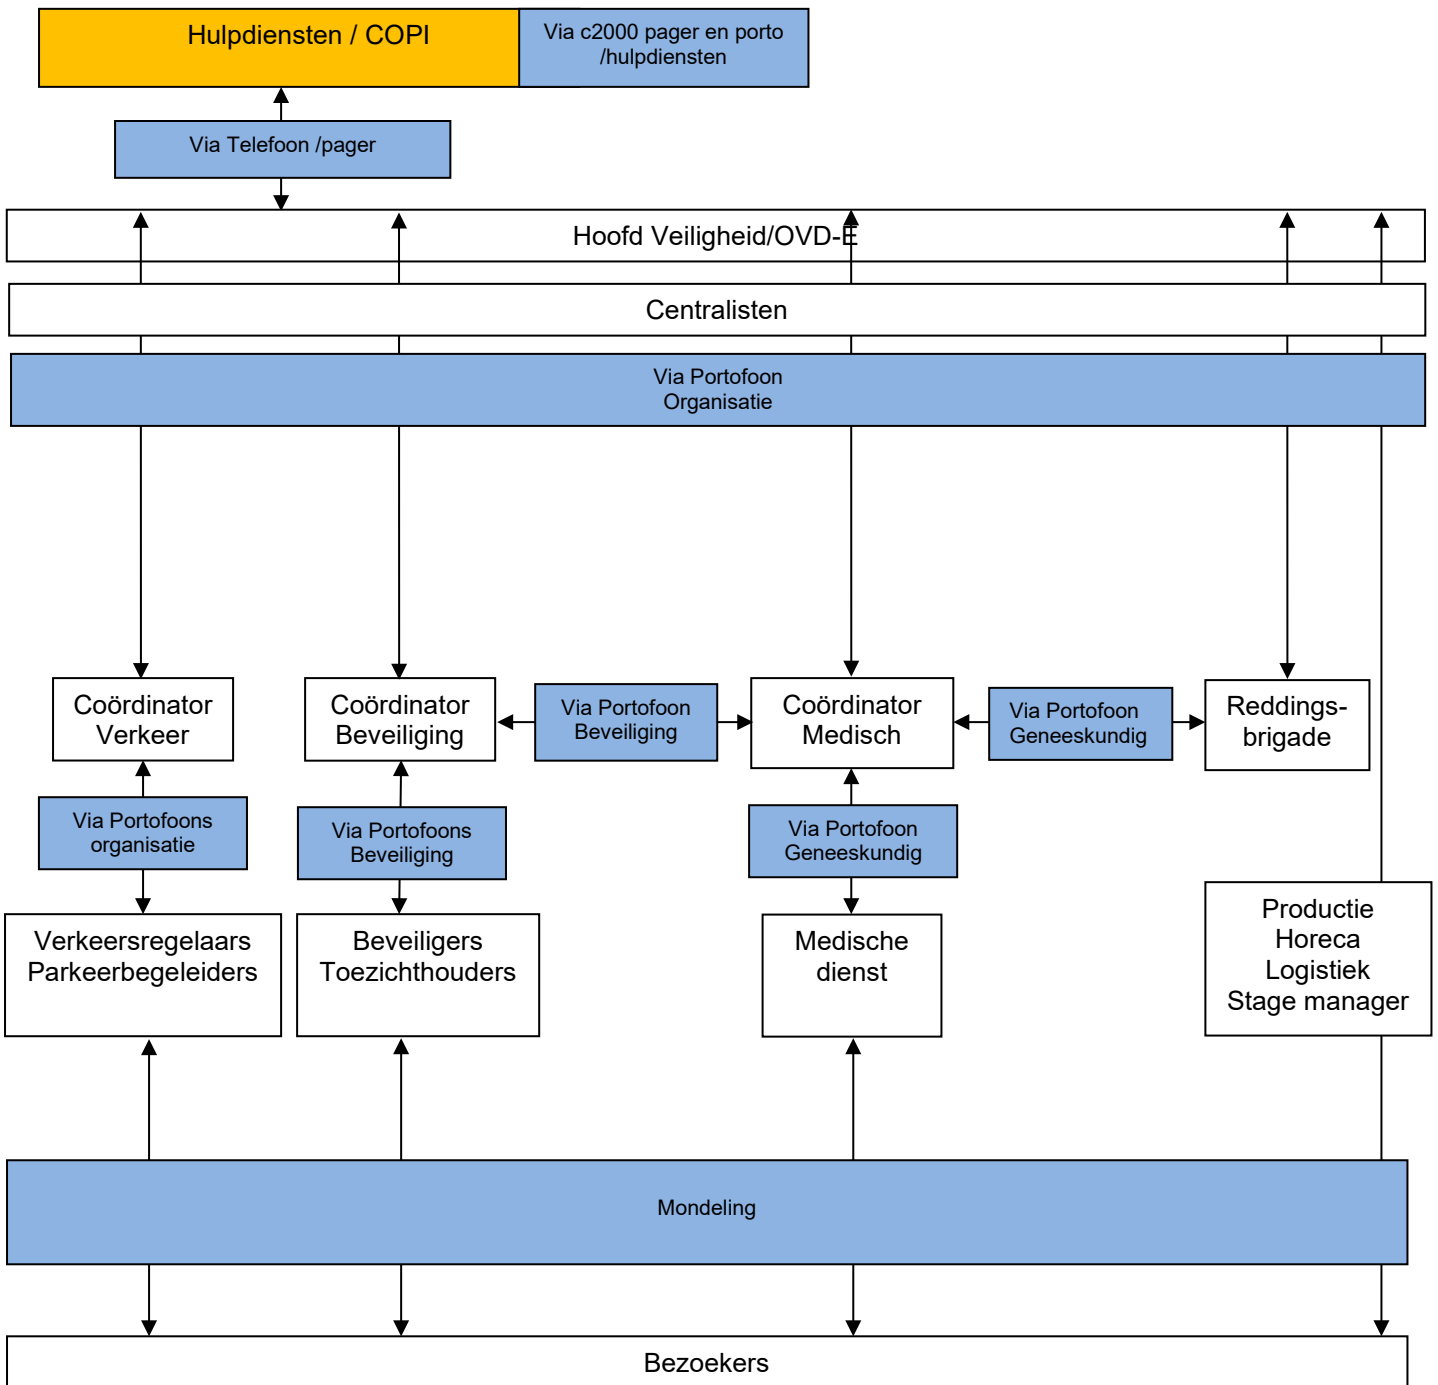 Hulpdiensten / COPI
Via c2000 pager en porto
/hulpdiensten
Via Telefoon /pager
Hoofd Veiligheid/OVD-E
Centralisten
Via Portofoon
Organisatie
Coördinator
Verkeer
Coördinator
Beveiliging
Via Portofoon
Beveiliging
Coördinator
Medisch
Via Portofoon
Geneeskundig
Reddings-
brigade
Via Portofoons
organisatie
Via Portofoons
Beveiliging
Via Portofoon
Geneeskundig
Verkeersregelaars
Parkeerbegeleiders
Beveiligers
Toezichthouders
Medische
dienst
Productie
Horeca
Logistiek
Stage manager
Mondeling
Bezoekers